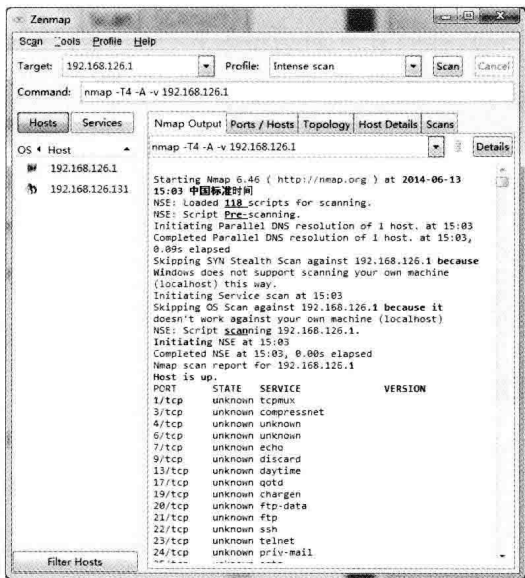 Zenmap
Scan Tools Profile Help
Target: 192.168.126.1 Profile: Intense scan Scan Cancel
Command: nmap -T4 -A -v 192.168.126.1
Hosts Services
OS Host
192.168.126.1
192.168.126.131
Filter Hosts
Nmap Output Ports / Hosts Topology Host Details Scans
nmap -T4 -A -v 192.168.126.1 Details
Starting Nmap 6.46 ( http://nmap.org ) at 2014-06-13
15:03 中国标准时间
NSE: Loaded 118 scripts for scanning.
NSE: Script Pre-scanning.
Initiating Parallel DNS resolution of 1 host. at 15:03
Completed Parallel DNS resolution of 1 host. at 15:03,
0.09s elapsed
Skipping SYN Stealth Scan against 192.168.126.1 because
Windows does not support scanning your own machine
(localhost) this way.
Initiating Service scan at 15:03
Skipping OS Scan against 192.168.126.1 because it
doesn't work against your own machine (localhost)
NSE: Script scanning 192.168.126.1.
Initiating NSE at 15:03
Completed NSE at 15:03, 0.00s elapsed
Nmap scan report for 192.168.126.1
Host is up.
PORT STATE SERVICE VERSION
1/tcp unknown tcpmux
3/tcp unknown compressnet
4/tcp unknown unknown
6/tcp unknown unknown
7/tcp unknown echo
9/tcp unknown discard
13/tcp unknown daytime
17/tcp unknown qotd
19/tcp unknown chargen
20/tcp unknown ftp-data
21/tcp unknown ftp
22/tcp unknown ssh
23/tcp unknown telnet
24/tcp unknown priv-mail